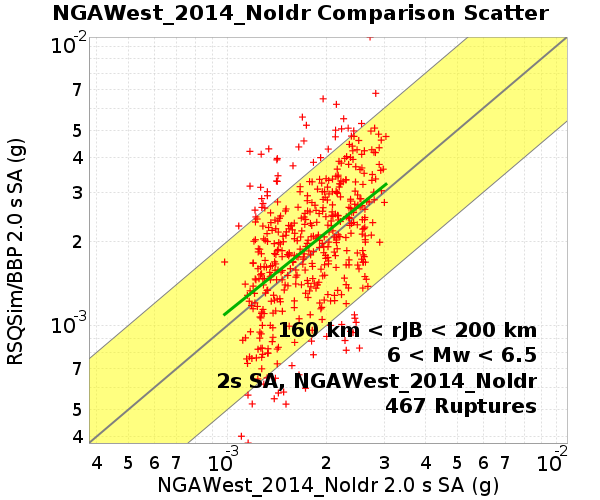 NGAWest_2014_NoIdr Comparison Scatter
10-2
7
5
4
3
2
10-3
7
5
4
RSQSim/BBP 2.0 s SA (g)
160 km < rJB < 200 km
6 < Mw < 6.5
2s SA, NGAWest_2014_NoIdr
467 Ruptures
4 5 6 7 10-3 2 3 4 5 6 7 10-2
NGAWest_2014_NoIdr 2.0 s SA (g)